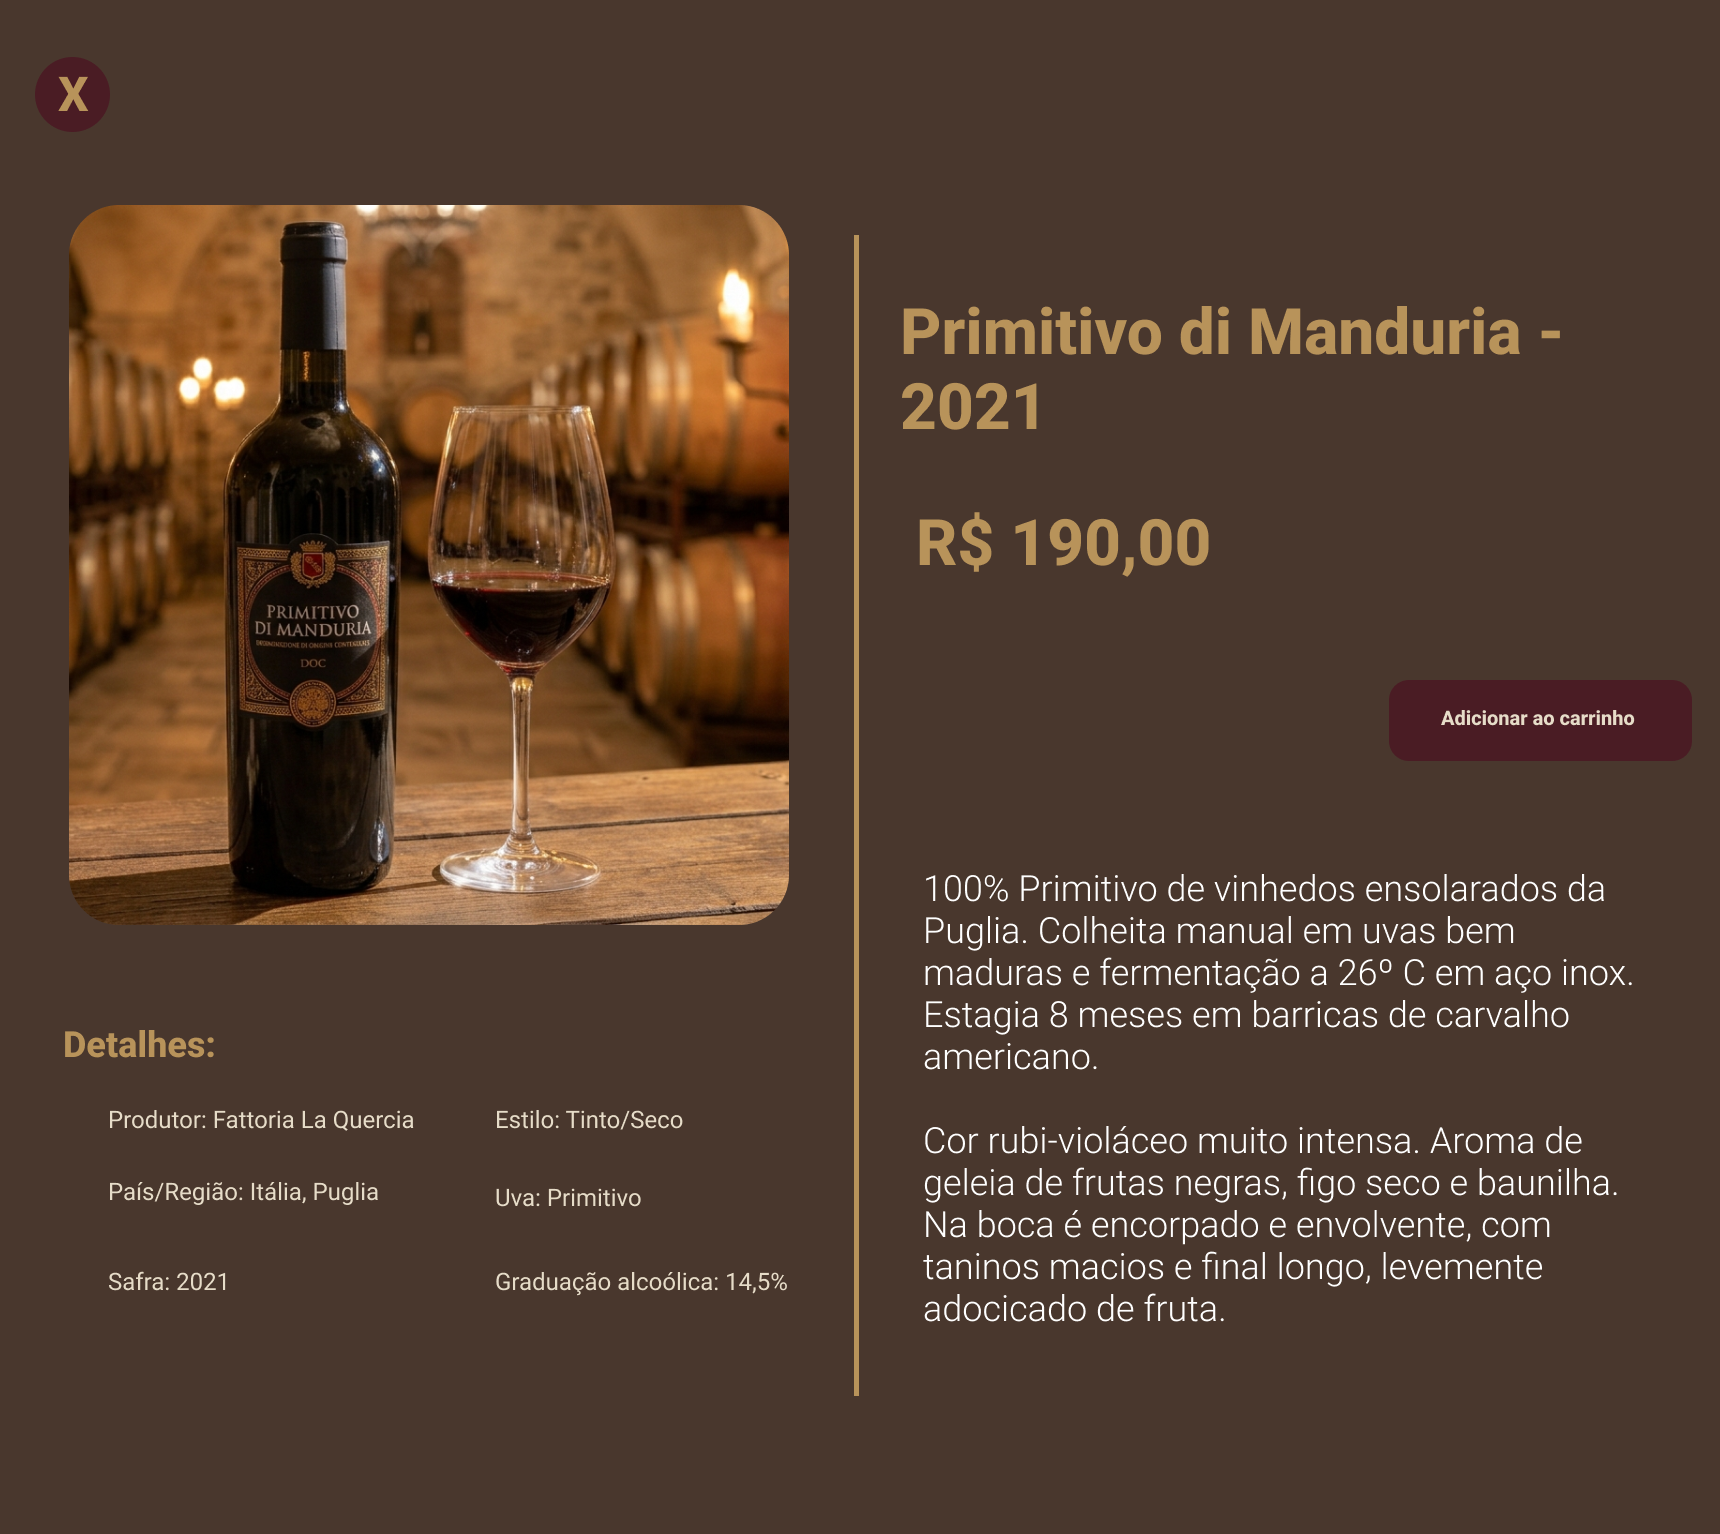 X
PRIMITIVO
DI MANDURIA
DOC
Primitivo di Manduria -
2021
R$ 190,00
Adicionar ao carrinho
100% Primitivo de vinhedos ensolarados da
Puglia. Colheita manual em uvas bem
maduras e fermentação a 26º C em aço inox.
Estagia 8 meses em barricas de carvalho
americano.
Cor rubi-violáceo muito intensa. Aroma de
geleia de frutas negras, figo seco e baunilha.
Na boca é encorpado e envolvente, com
taninos macios e final longo, levemente
adocicado de fruta.
Detalhes:
Produtor: Fattoria La Quercia
Estilo: Tinto/Seco
País/Região: Itália, Puglia
Uva: Primitivo
Safra: 2021
Graduação alcoólica: 14,5%